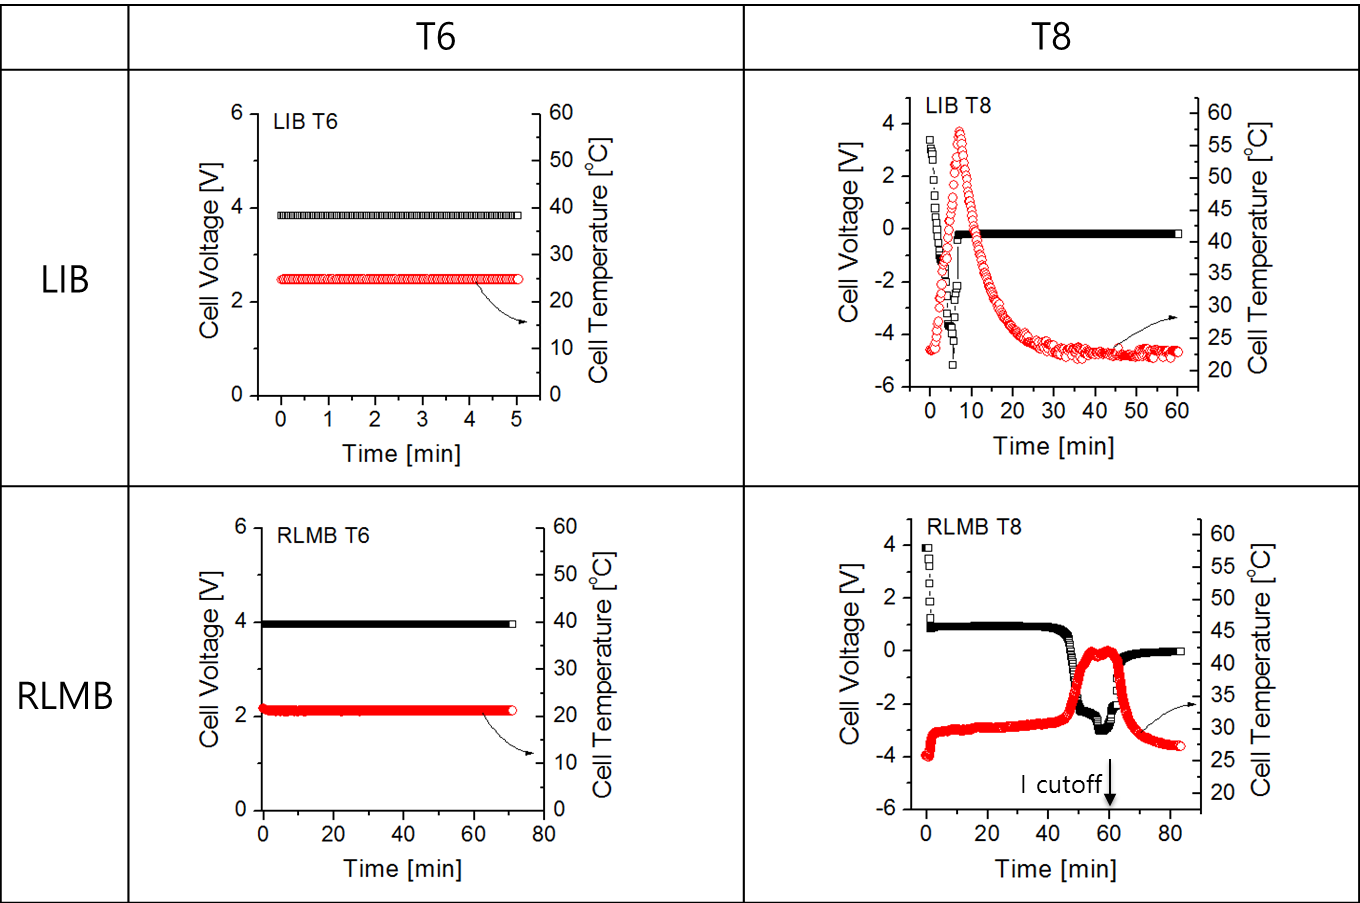 T6
T8
LIB
LIB T6
Cell Voltage [V]
6
4
2
0
60
50
40
30
20
10
0
Cell Temperature [°C]
0 1 2 3 4 5
Time [min]
LIB T8
Cell Voltage [V]
4
2
0
-2
-4
-6
60
55
50
45
40
35
30
25
20
Cell Temperature [°C]
0 10 20 30 40 50 60
Time [min]
RLMB
RLMB T6
Cell Voltage [V]
6
4
2
0
60
50
40
30
20
10
0
Cell Temperature [°C]
0 20 40 60 80
Time [min]
RLMB T8
Cell Voltage [V]
4
2
0
-2
-4
-6
60
55
50
45
40
35
30
25
20
Cell Temperature [°C]
I cutoff
0 20 40 60 80
Time [min]